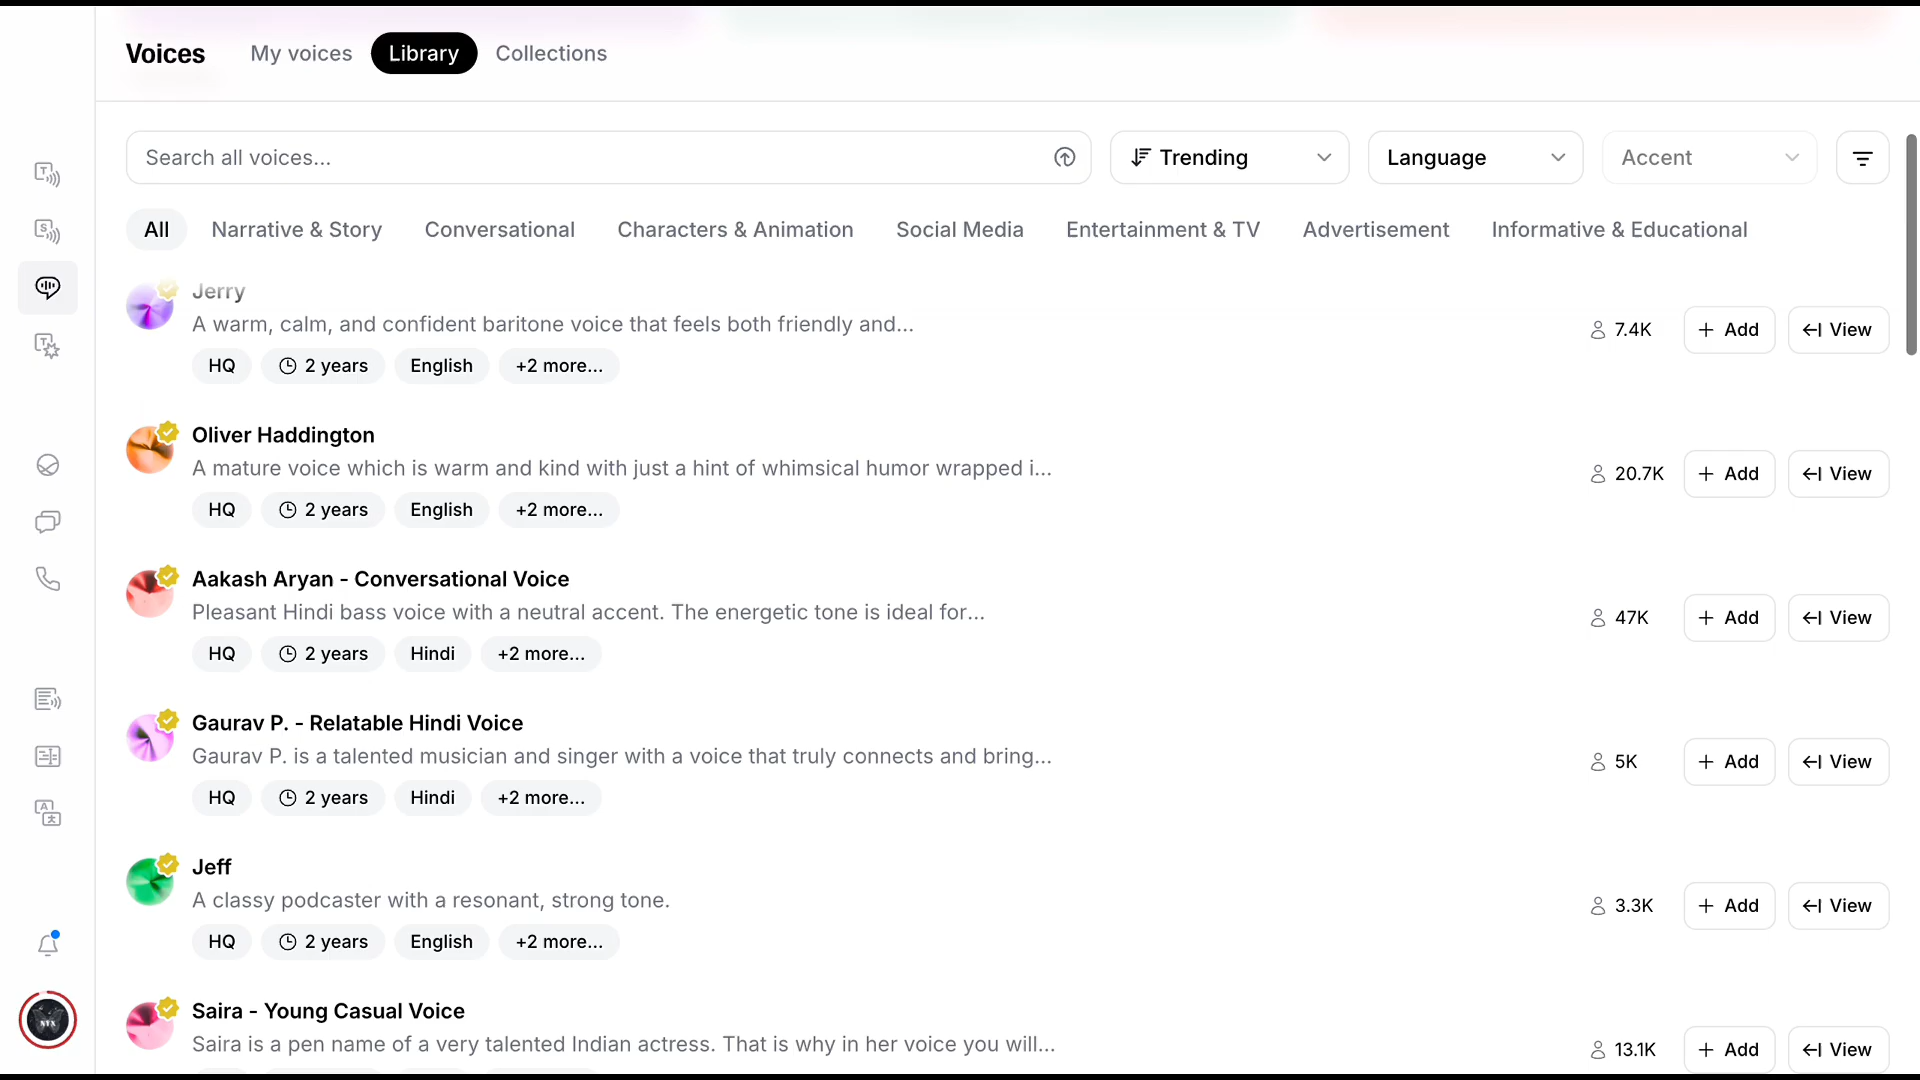 Voices My voices Library Collections
Search all voices... Trending Language Accent
All Narrative & Story Conversational Characters & Animation Social Media Entertainment & TV Advertisement Informative & Educational
Jerry
A warm, calm, and confident baritone voice that feels both friendly and...
7.4K + Add View
HQ 2 years English +2 more...
Oliver Haddington
A mature voice which is warm and kind with just a hint of whimsical humor wrapped i...
20.7K + Add View
HQ 2 years English +2 more...
Aakash Aryan - Conversational Voice
Pleasant Hindi bass voice with a neutral accent. The energetic tone is ideal for...
47K + Add View
HQ 2 years Hindi +2 more...
Gaurav P. - Relatable Hindi Voice
Gaurav P. is a talented musician and singer with a voice that truly connects and bring...
5K + Add View
HQ 2 years Hindi +2 more...
Jeff
A classy podcaster with a resonant, strong tone.
3.3K + Add View
HQ 2 years English +2 more...
Saira - Young Casual Voice
Saira is a pen name of a very talented Indian actress. That is why in her voice you will...
13.1K + Add View